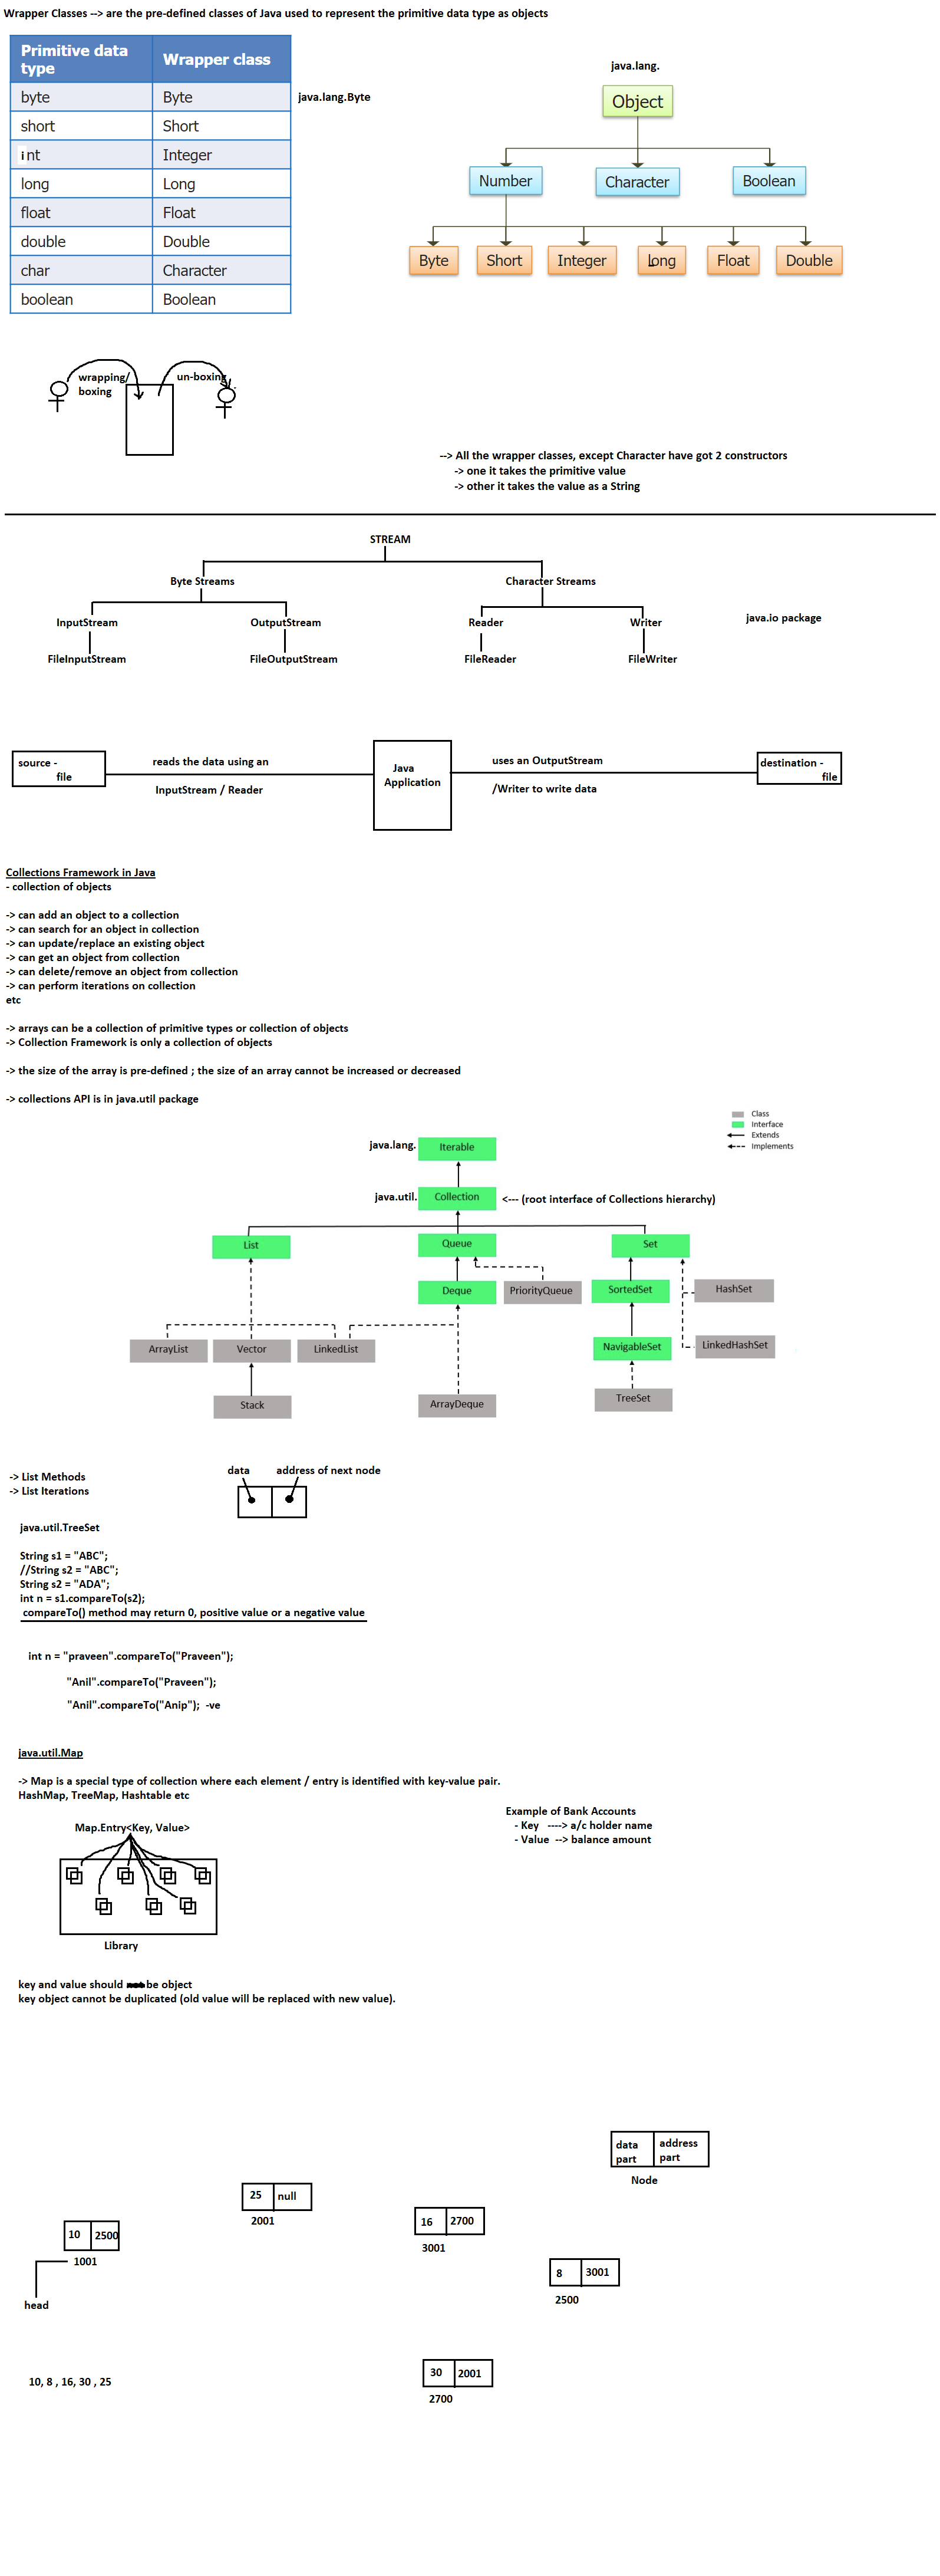 Wrapper Classes --> are the pre-defined classes of Java used to represent the primitive data type as objects
Primitive data type
Wrapper class
byte
Byte
short
Short
int
Integer
long
Long
float
Float
double
Double
char
Character
boolean
Boolean
java.lang.Byte
java.lang.
Object
Number
Character
Boolean
Byte
Short
Integer
Long
Float
Double
wrapping/
boxing
un-boxing
--> All the wrapper classes, except Character have got 2 constructors
-> one it takes the primitive value
-> other it takes the value as a String
STREAM
Byte Streams
Character Streams
InputStream
OutputStream
Reader
Writer
java.io package
FileInputStream
FileOutputStream
FileReader
FileWriter
source -
file
reads the data using an
InputStream / Reader
Java
Application
uses an OutputStream
/Writer to write data
destination -
file
Collections Framework in Java
- collection of objects
-> can add an object to a collection
-> can search for an object in collection
-> can update/replace an existing object
-> can get an object from collection
-> can delete/remove an object from collection
-> can perform iterations on collection
etc
-> arrays can be a collection of primitive types or collection of objects
-> Collection Framework is only a collection of objects
-> the size of the array is pre-defined ; the size of an array cannot be increased or decreased
-> collections API is in java.util package
Class
Interface
Extends
Implements
java.lang.
Iterable
java.util.
Collection
<--- (root interface of Collections hierarchy)
List
Queue
Set
Deque
PriorityQueue
SortedSet
HashSet
ArrayList
Vector
LinkedList
NavigableSet
LinkedHashSet
Stack
ArrayDeque
TreeSet
-> List Methods
-> List Iterations
data
address of next node
java.util.TreeSet
String s1 = "ABC";
//String s2 = "ABC";
String s2 = "ADA";
int n = s1.compareTo(s2);
compareTo() method may return 0, positive value or a negative value
int n = "praveen".compareTo("Praveen");
"Anil".compareTo("Praveen");
"Anil".compareTo("Anip"); -ve
java.util.Map
-> Map is a special type of collection where each element / entry is identified with key-value pair.
HashMap, TreeMap, Hashtable etc
Example of Bank Accounts
- Key ----> a/c holder name
- Value --> balance amount
Map.Entry<Key, Value>
Library
key and value should be object
key object cannot be duplicated (old value will be replaced with new value).
data
part
address
part
Node
25
null
2001
10
2500
1001
head
16
2700
3001
8
3001
2500
30
2001
2700
10, 8 , 16, 30 , 25